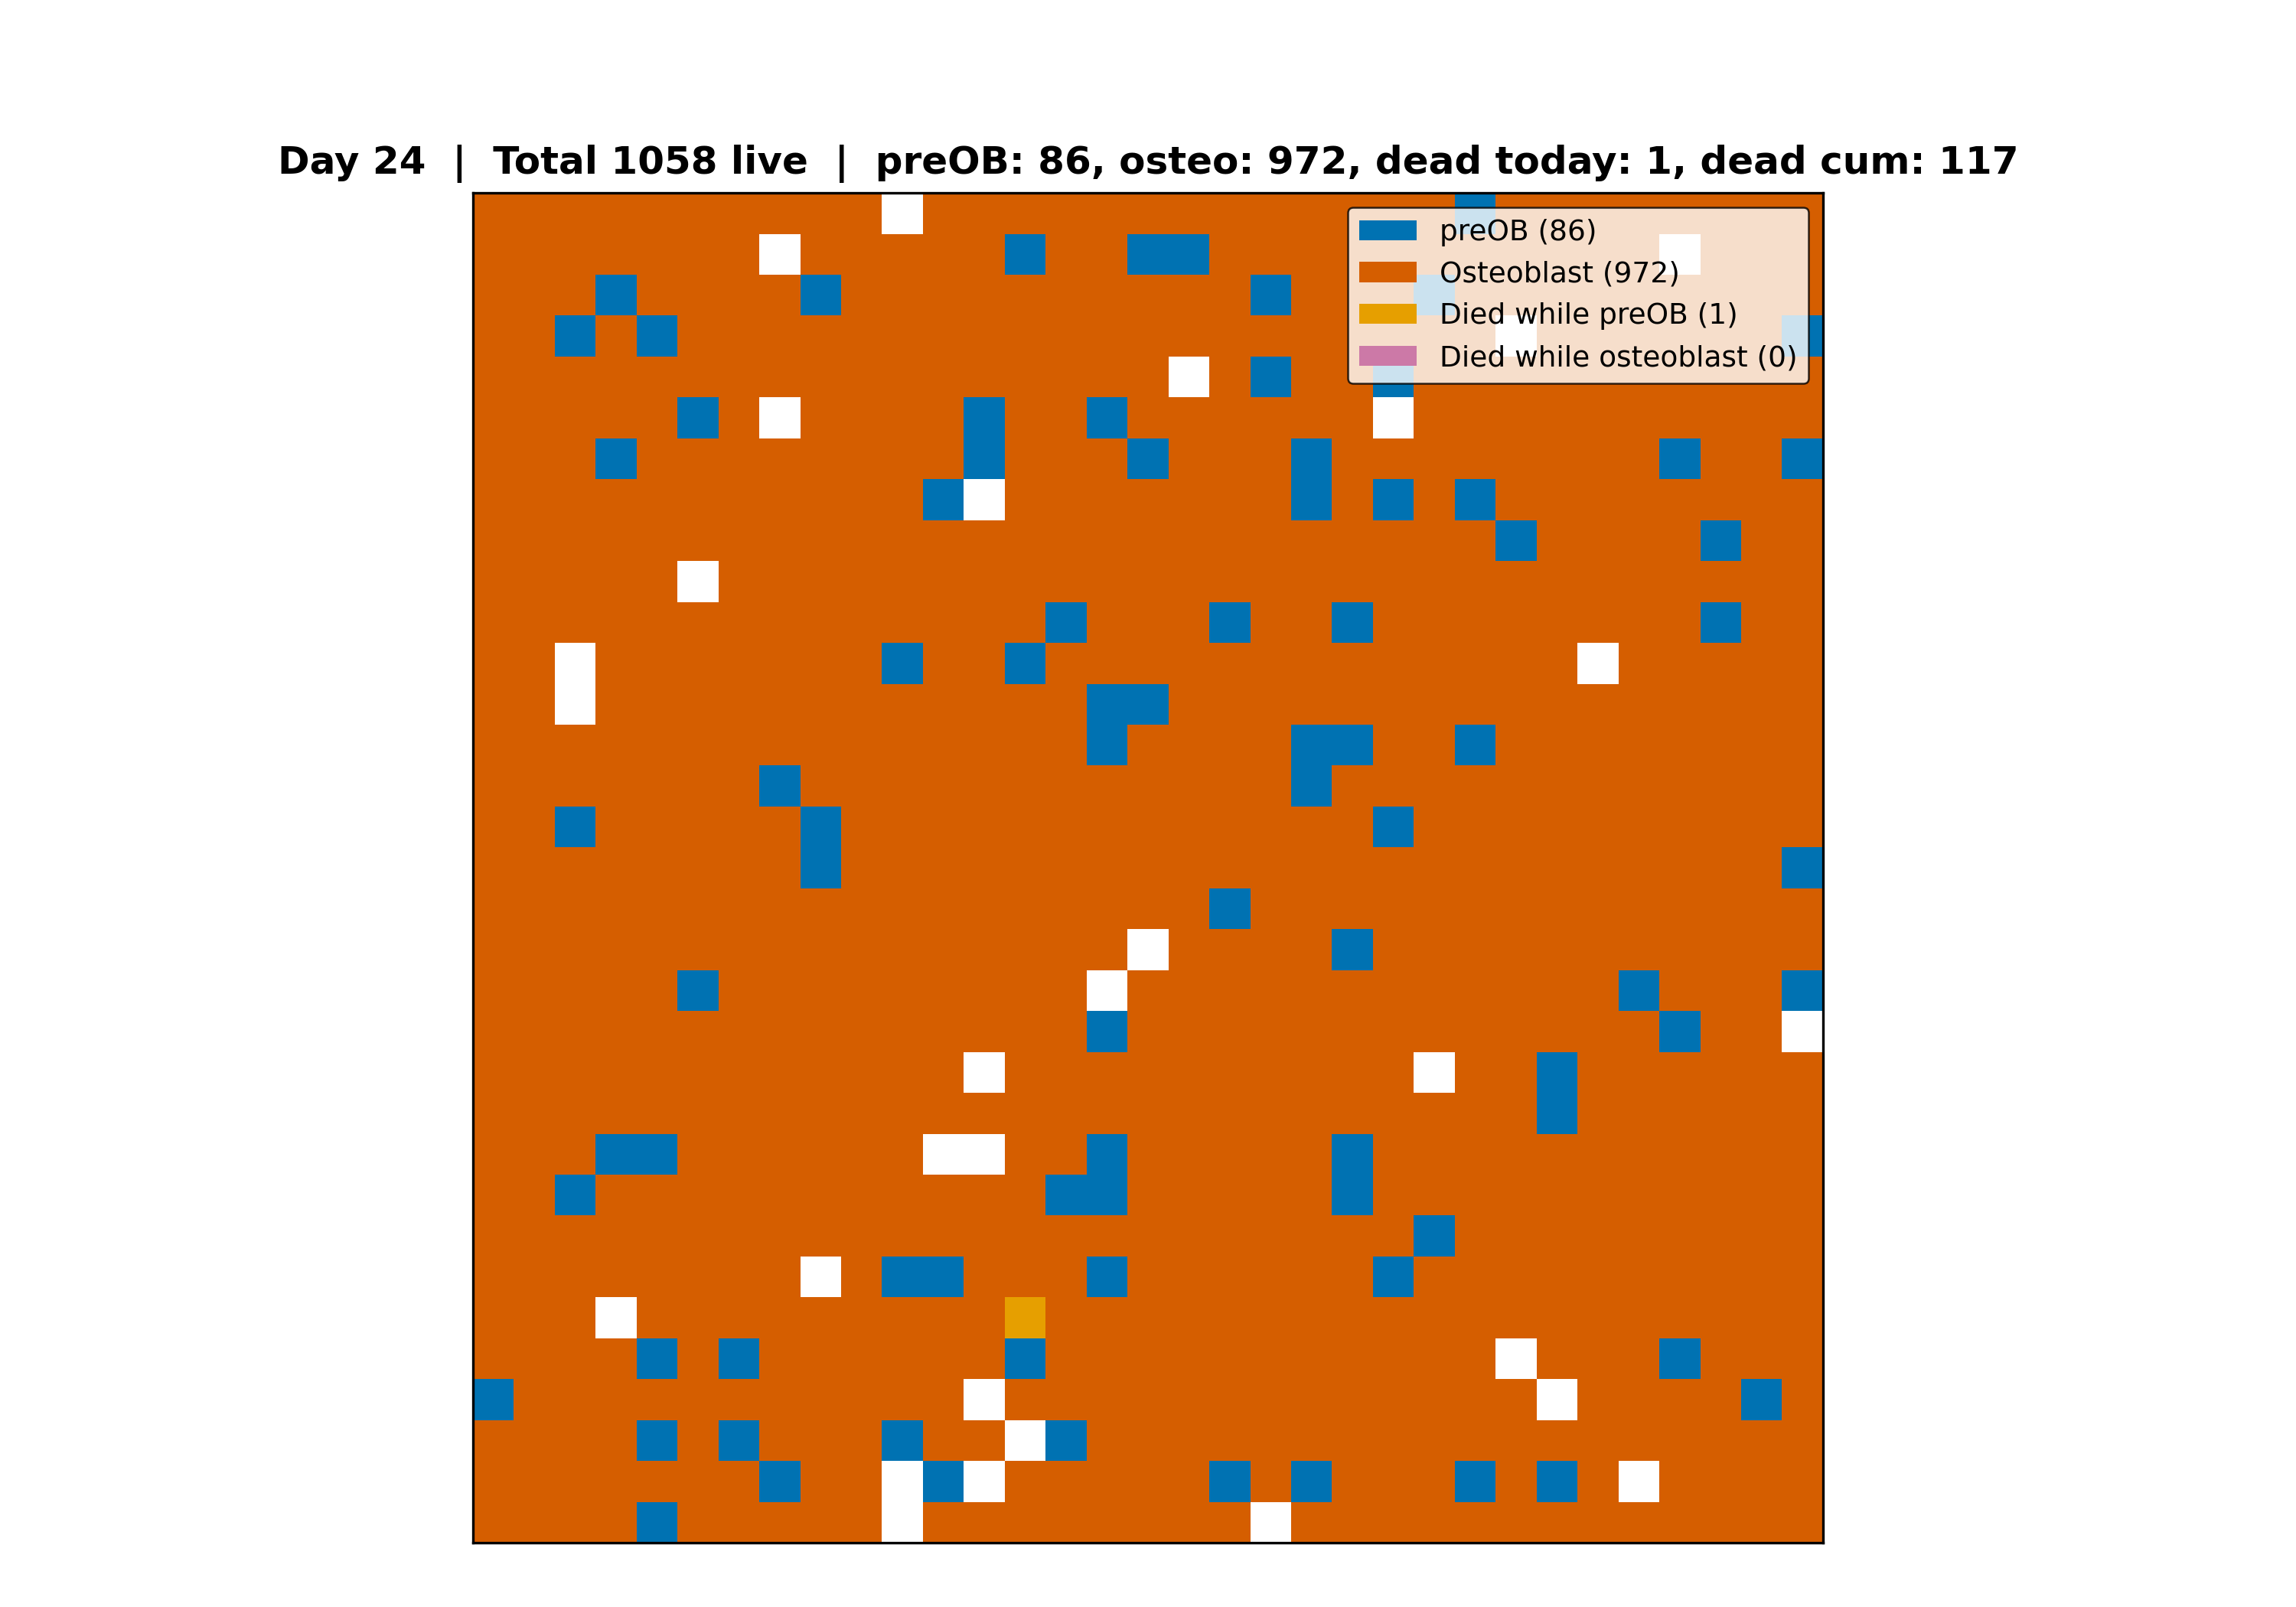 Day 24 | Total 1058 live | preOB: 86, osteo: 972, dead today: 1, dead cum: 117
preOB (86)
Osteoblast (972)
Died while preOB (1)
Died while osteoblast (0)